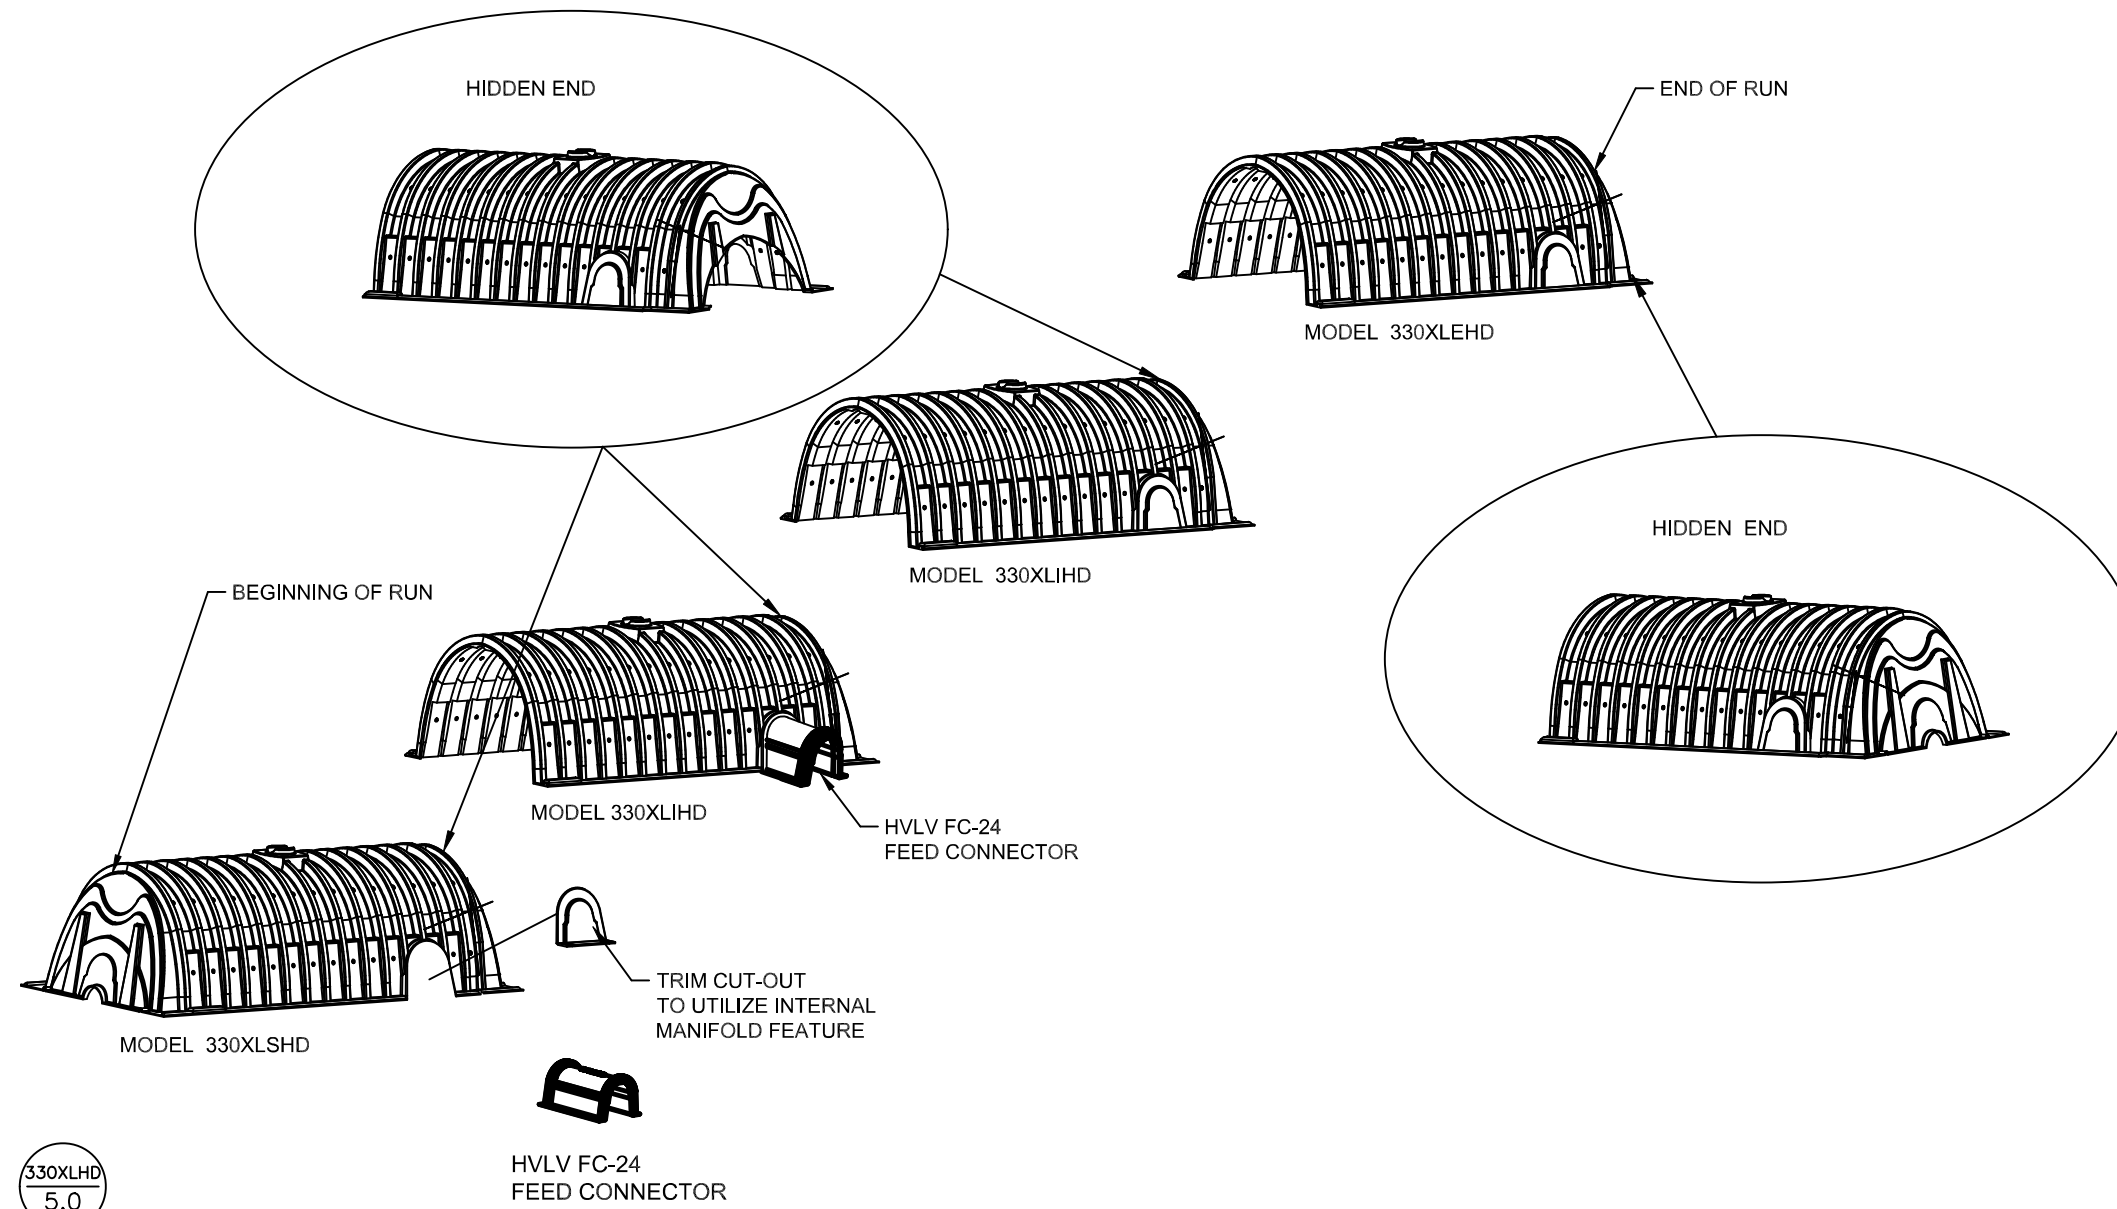 HIDDEN END
END OF RUN
MODEL 330XLEHD
MODEL 330XLIHD
HIDDEN END
BEGINNING OF RUN
MODEL 330XLIHD
HVLV FC-24
FEED CONNECTOR
TRIM CUT-OUT
TO UTILIZE INTERNAL
MANIFOLD FEATURE
MODEL 330XLSHD
HVLV FC-24
FEED CONNECTOR
330XLHD
5.0